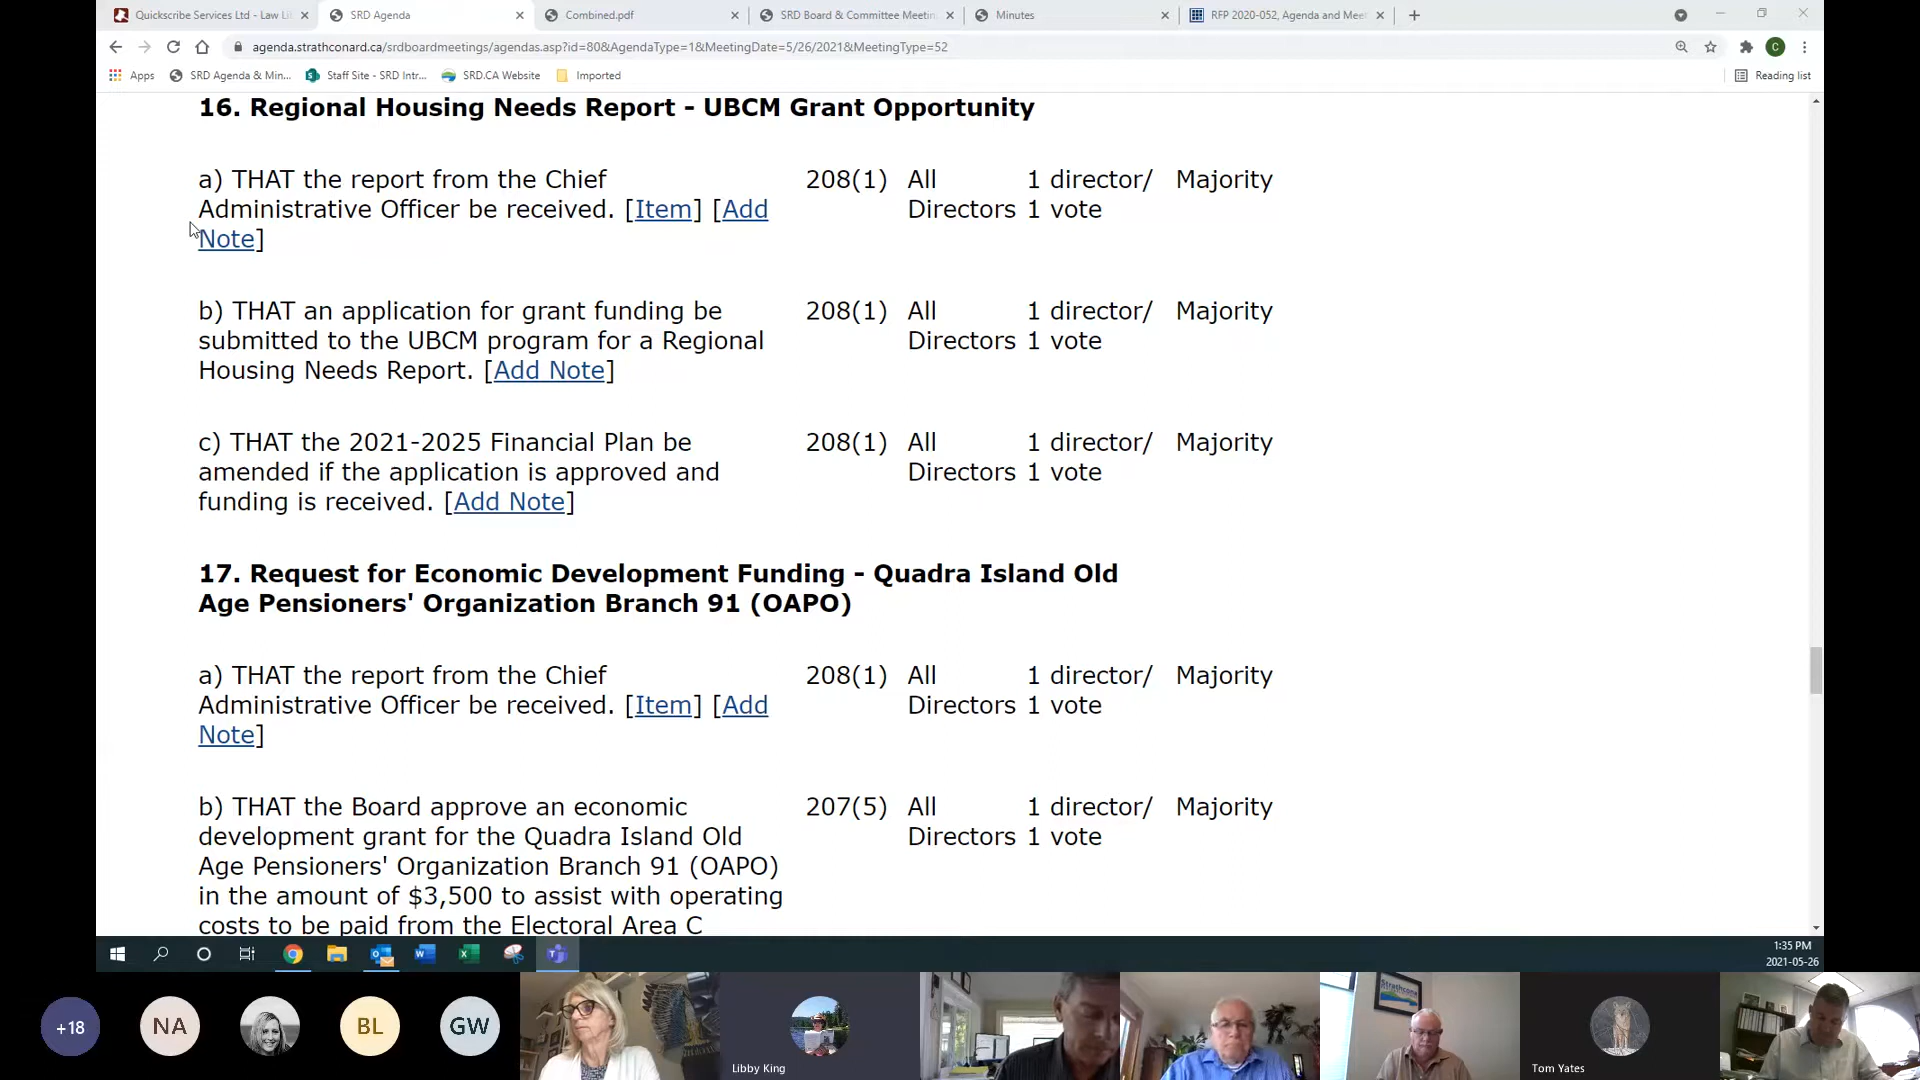 Quickscribe Services Ltd - Law Li
SRD Agenda
Combined.pdf
SRD Board & Committee Meetin
Minutes
RFP 2020-052, Agenda and Meet
agenda.strathconard.ca/srdboardmeetings/agendas.asp?id=80&AgendaType=1&MeetingDate=5/26/2021&MeetingType=52
C
Apps
SRD Agenda & Min...
Staff Site - SRD Intr...
SRD.CA Website
Imported
Reading list
16. Regional Housing Needs Report - UBCM Grant Opportunity
a) THAT the report from the Chief 208(1) All 1 director/ Majority
Administrative Officer be received. [Item] [Add Directors 1 vote
Note]
b) THAT an application for grant funding be 208(1) All 1 director/ Majority
submitted to the UBCM program for a Regional Directors 1 vote
Housing Needs Report. [Add Note]
c) THAT the 2021-2025 Financial Plan be 208(1) All 1 director/ Majority
amended if the application is approved and Directors 1 vote
funding is received. [Add Note]
17. Request for Economic Development Funding - Quadra Island Old
Age Pensioners' Organization Branch 91 (OAPO)
a) THAT the report from the Chief 208(1) All 1 director/ Majority
Administrative Officer be received. [Item] [Add Directors 1 vote
Note]
b) THAT the Board approve an economic 207(5) All 1 director/ Majority
development grant for the Quadra Island Old Directors 1 vote
Age Pensioners' Organization Branch 91 (OAPO)
in the amount of $3,500 to assist with operating
costs to be paid from the Electoral Area C
1:35 PM
2021-05-26
+18
NA
BL
GW
Libby King
Strathcona
Tom Yates